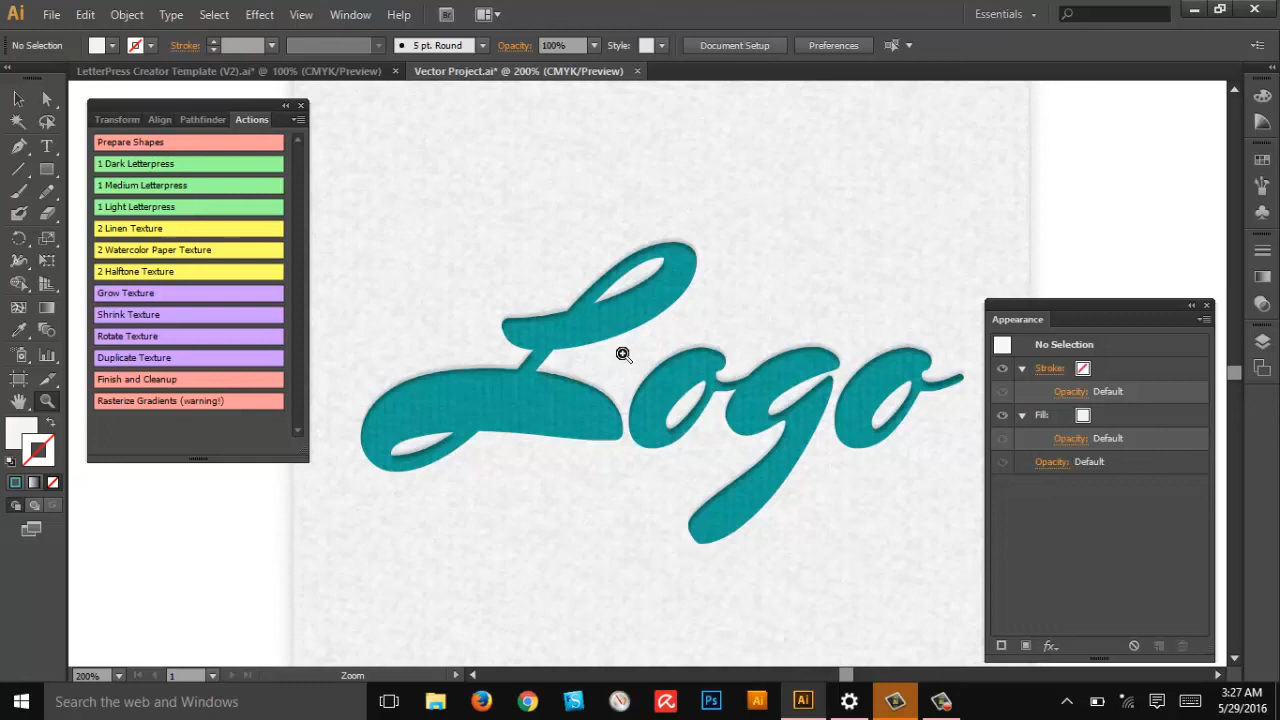 Ai File Edit Object Type Select Effect View Window Help Br Essentials
No Selection Stroke: 5 pt. Round Opacity: 100% Style: Document Setup Preferences
LetterPress Creator Template (V2).ai* @ 100% (CMYK/Preview) Vector Project.ai* @ 200% (CMYK/Preview)
Transform Align Pathfinder Actions
Prepare Shapes
1 Dark Letterpress
1 Medium Letterpress
1 Light Letterpress
2 Linen Texture
2 Watercolor Paper Texture
2 Halftone Texture
Grow Texture
Shrink Texture
Rotate Texture
Duplicate Texture
Finish and Cleanup
Rasterize Gradients (warning!)
Logo
Appearance
No Selection
Stroke:
Opacity: Default
Fill:
Opacity: Default
Opacity: Default
fx
200% 1 Zoom
Search the web and Windows Ps Ai Ai
3:27 AM
5/29/2016